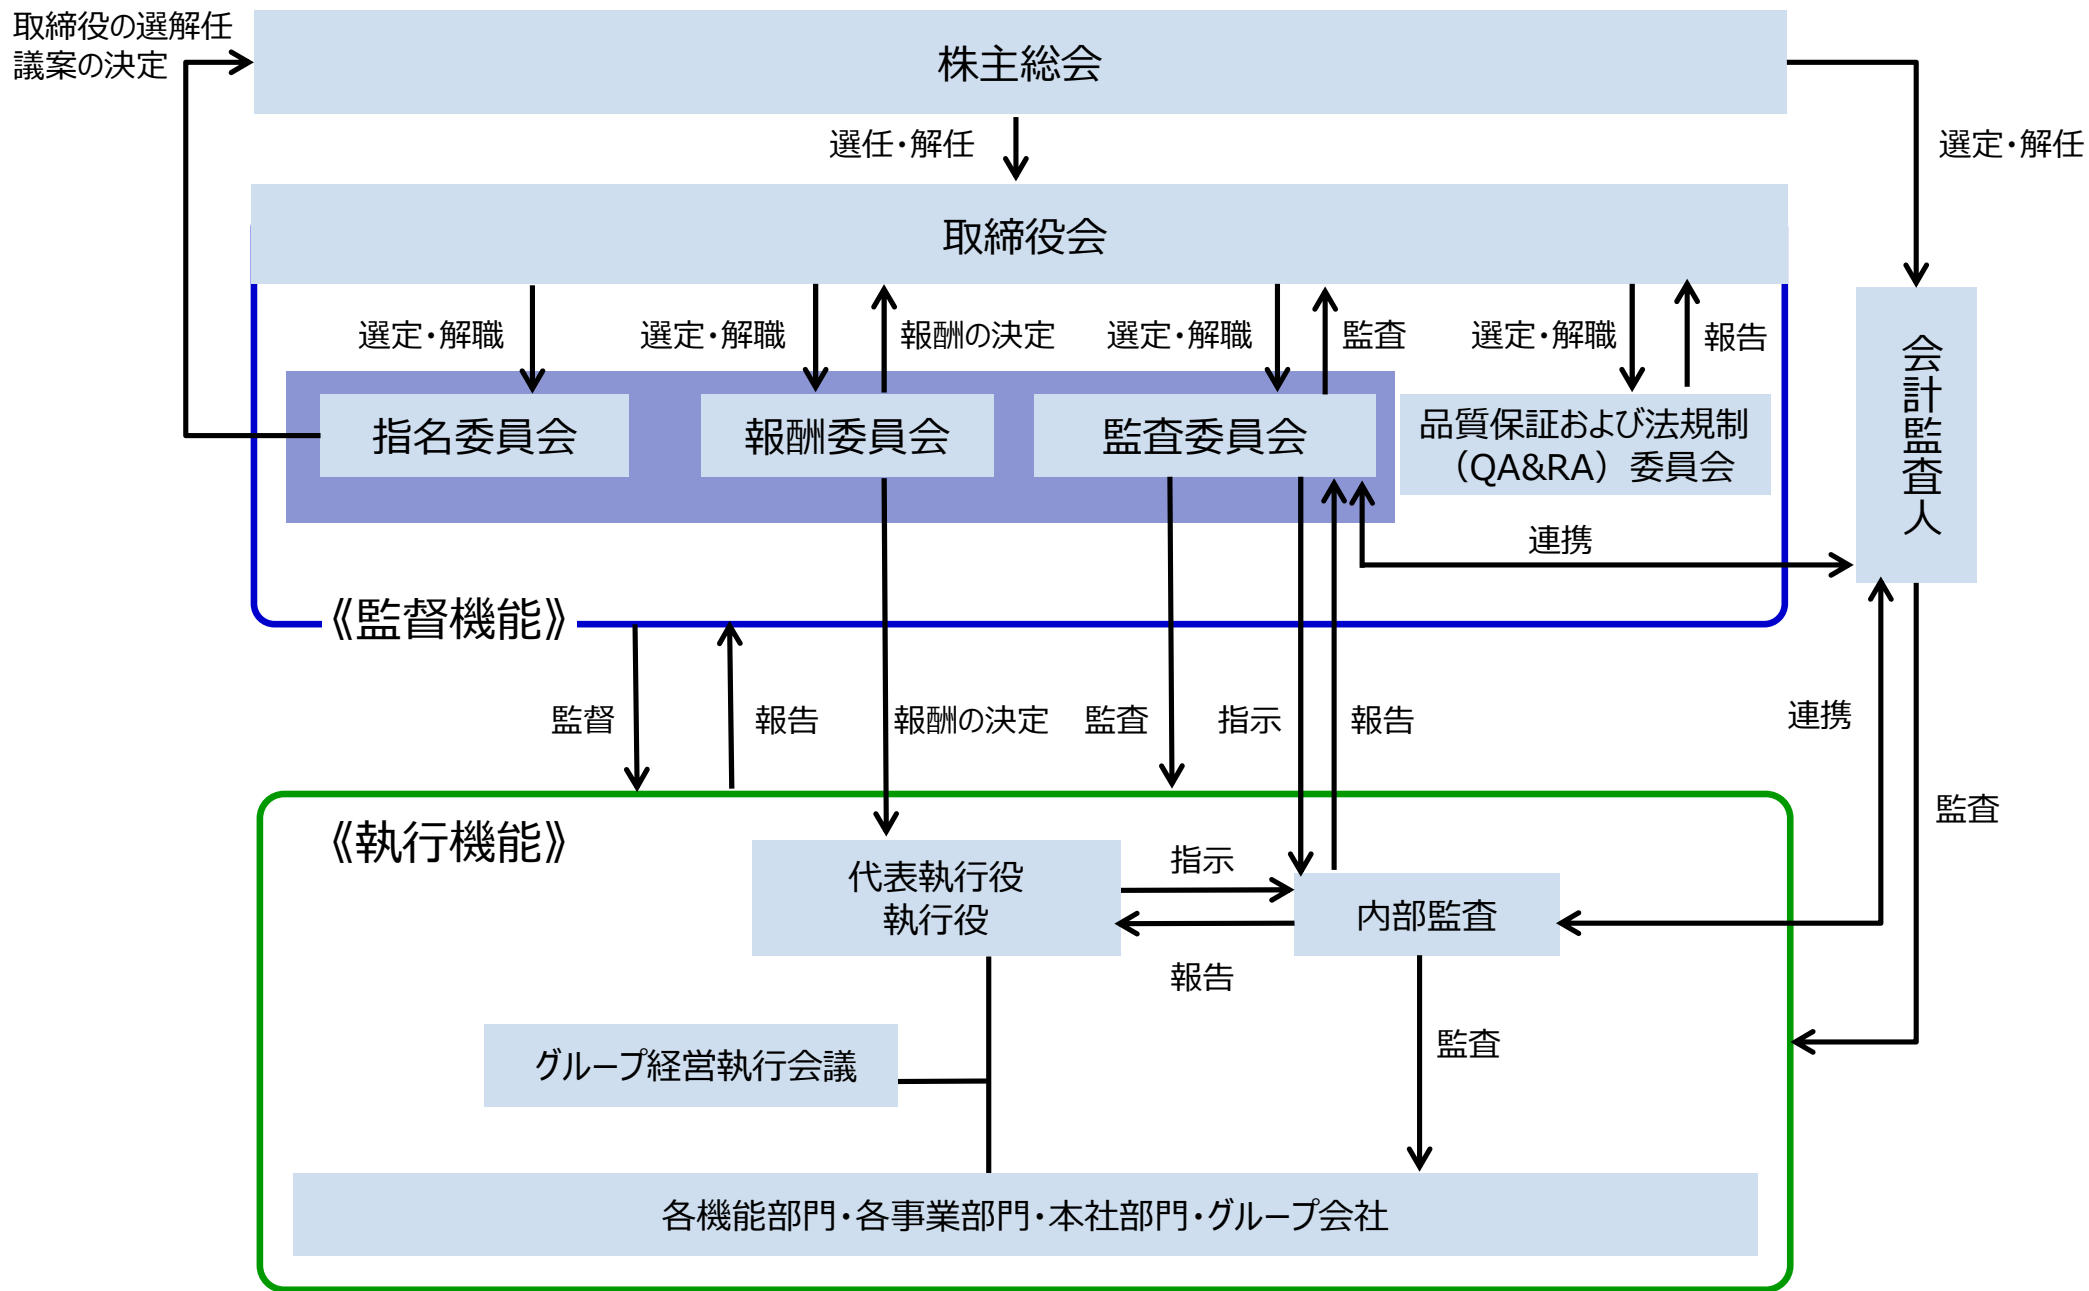 取締役の選解任
議案の決定
株主総会
選任・解任
選定・解任
取締役会
選定・解職
選定・解職
報酬の決定
選定・解職
監査
選定・解職
報告
指名委員会
報酬委員会
監査委員会
品質保証および法規制
（QA&RA）委員会
会計監査人
連携
《監督機能》
監督
報告
報酬の決定
監査
指示
報告
連携
監査
《執行機能》
代表執行役
執行役
指示
報告
内部監査
監査
グループ経営執行会議
各機能部門・各事業部門・本社部門・グループ会社